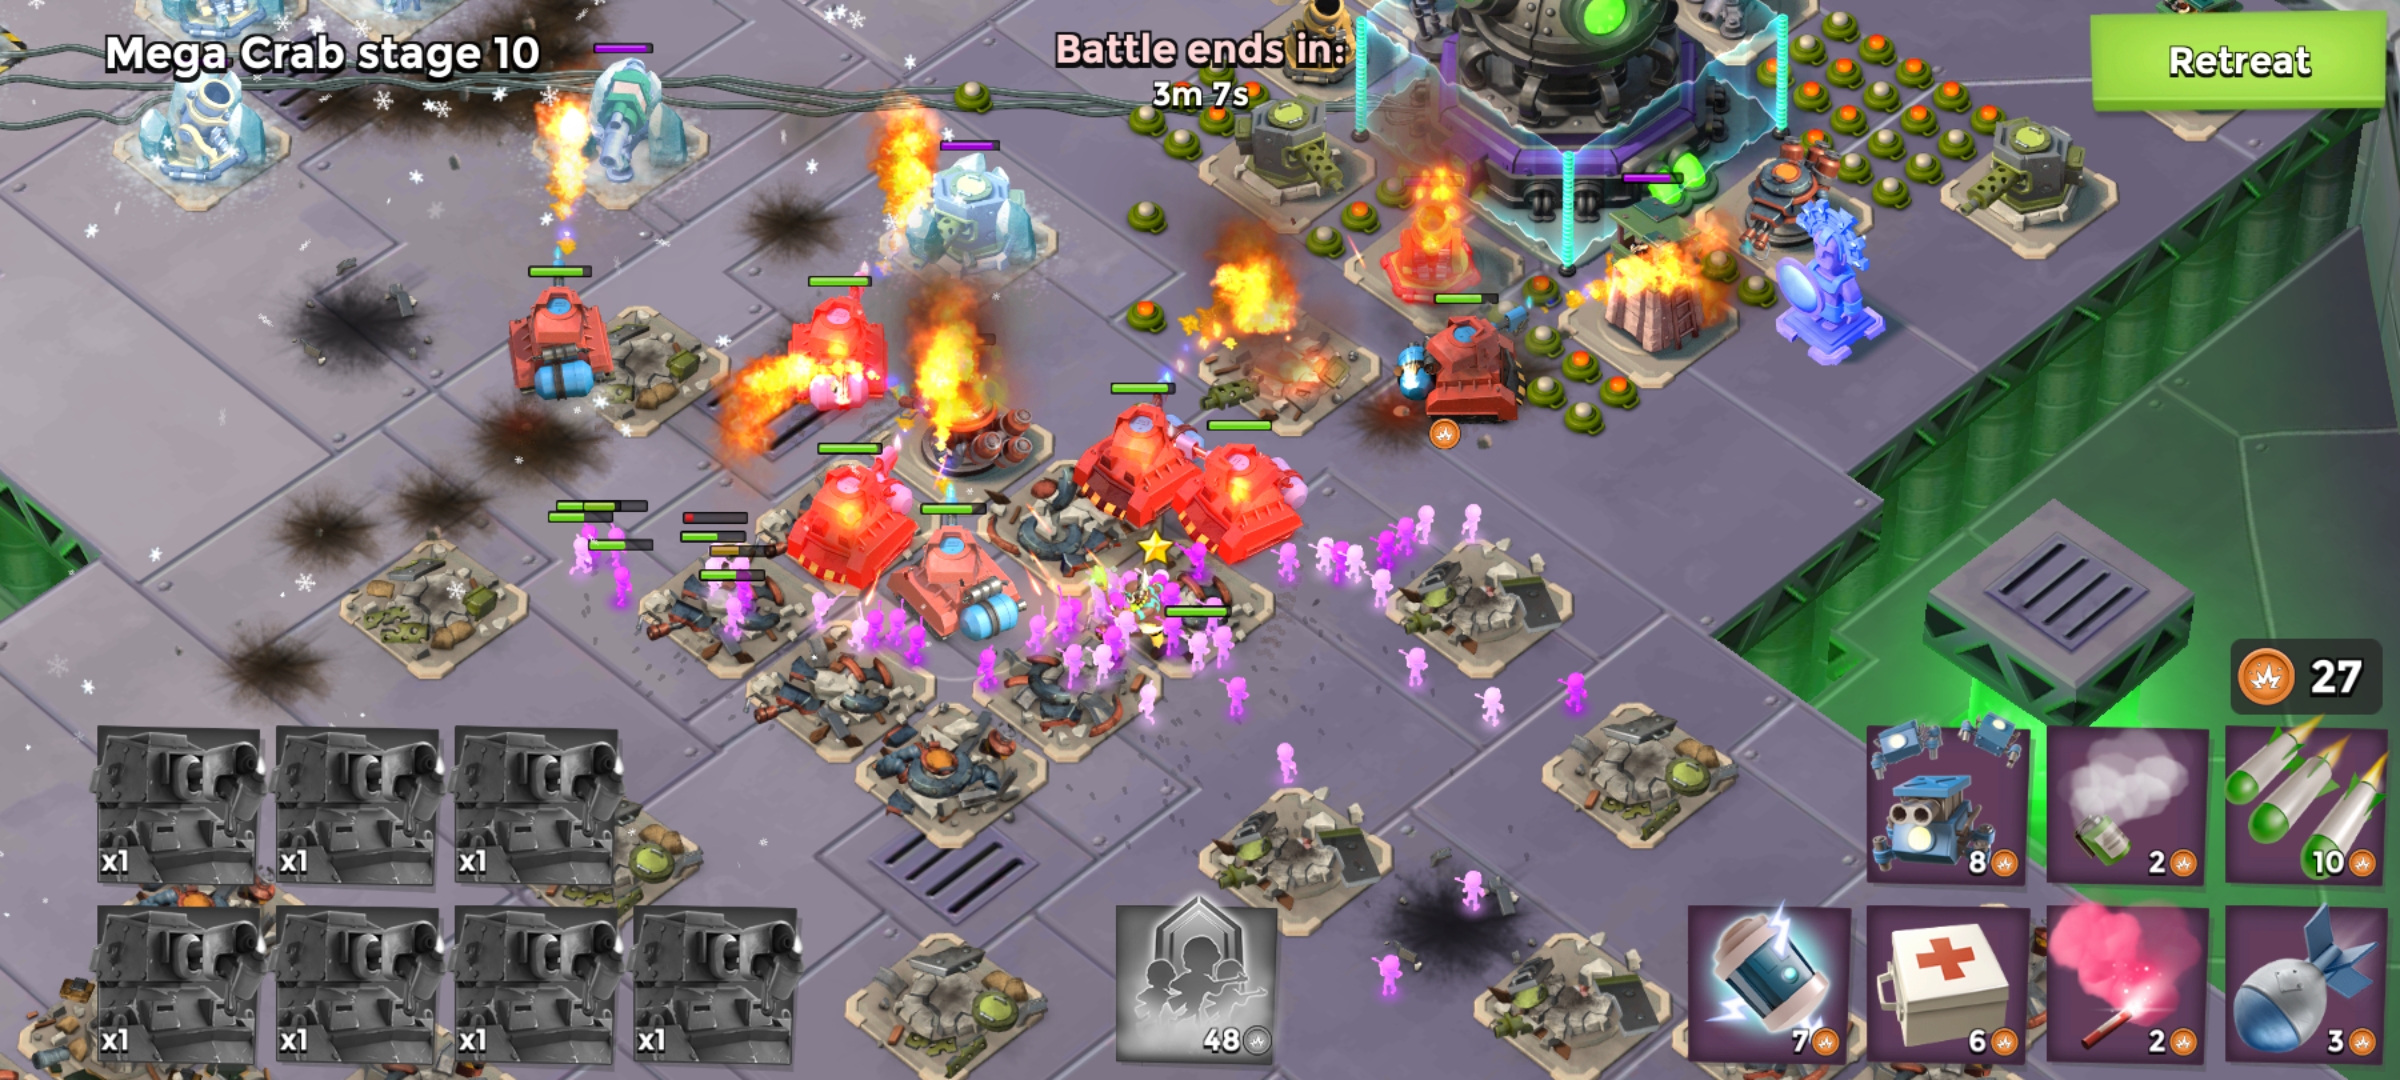 Mega Crab stage 10
Battle ends in:
3m 7s
Retreat
27
8
2
10
x1
x1
x1
x1
x1
x1
x1
48
7
6
2
3